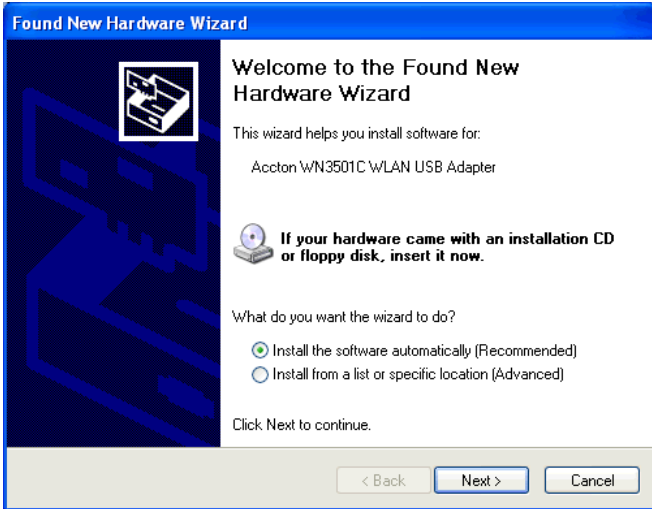 Found New Hardware Wizard
Welcome to the Found New
Hardware Wizard
This wizard helps you install software for:
Accton WN3501C WLAN USB Adapter
If your hardware came with an installation CD
or floppy disk, insert it now.
What do you want the wizard to do?
Install the software automatically (Recommended)
Install from a list or specific location (Advanced)
Click Next to continue.
< Back Next > Cancel